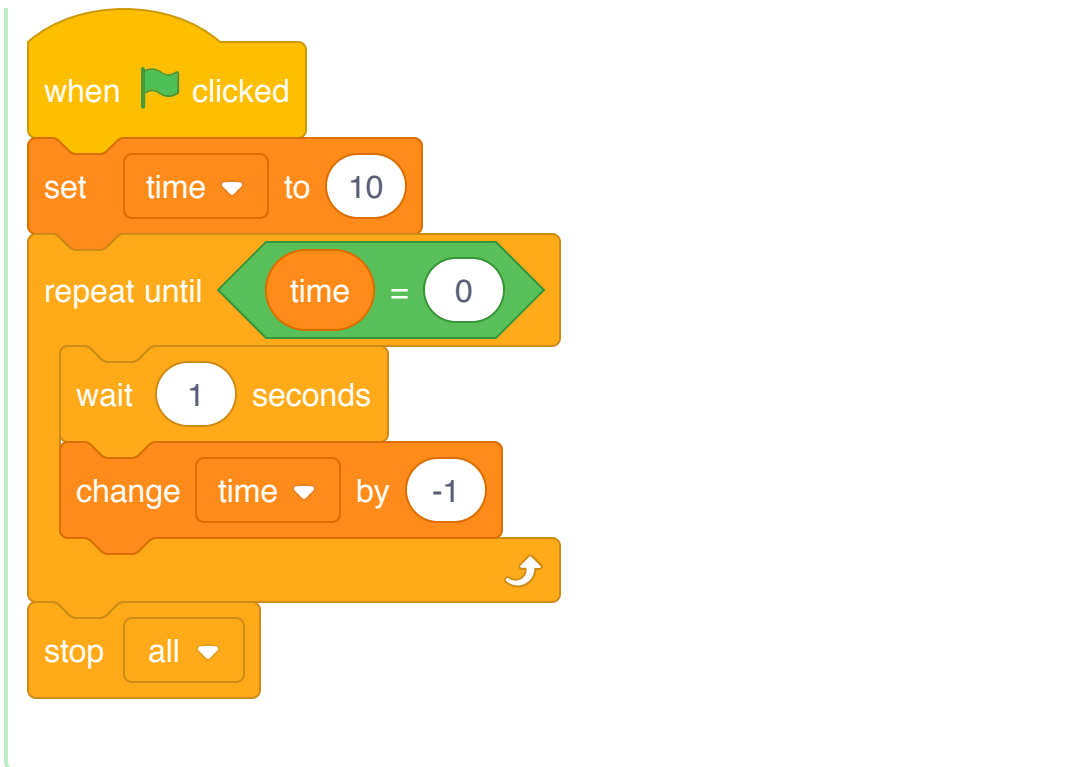 when clicked
set time to 10
repeat until time = 0
wait 1 seconds
change time by -1
stop all